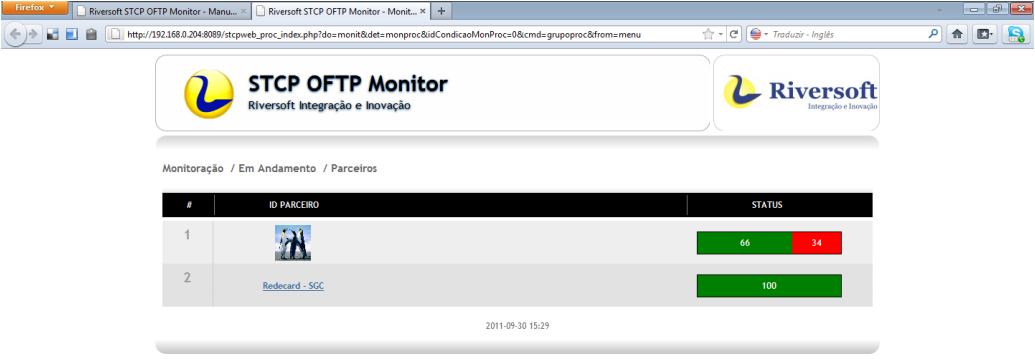 Firefox
Riversoft STCP OFTP Monitor - Manu...
Riversoft STCP OFTP Monitor - Monit...
http://192.168.0.204:8089/stcpweb_proc_index.php?do=monit&det=monproc&idCondicaoMonProc=0&cmd=grupoproc&from=menu
Traduzir - Inglês
STCP OFTP Monitor
Riversoft Integração e Inovação
Riversoft
Integração e Inovação
Monitoração / Em Andamento / Parceiros
# ID PARCEIRO STATUS
1 66 34
2 Redecard - SGC 100
2011-09-30 15:29